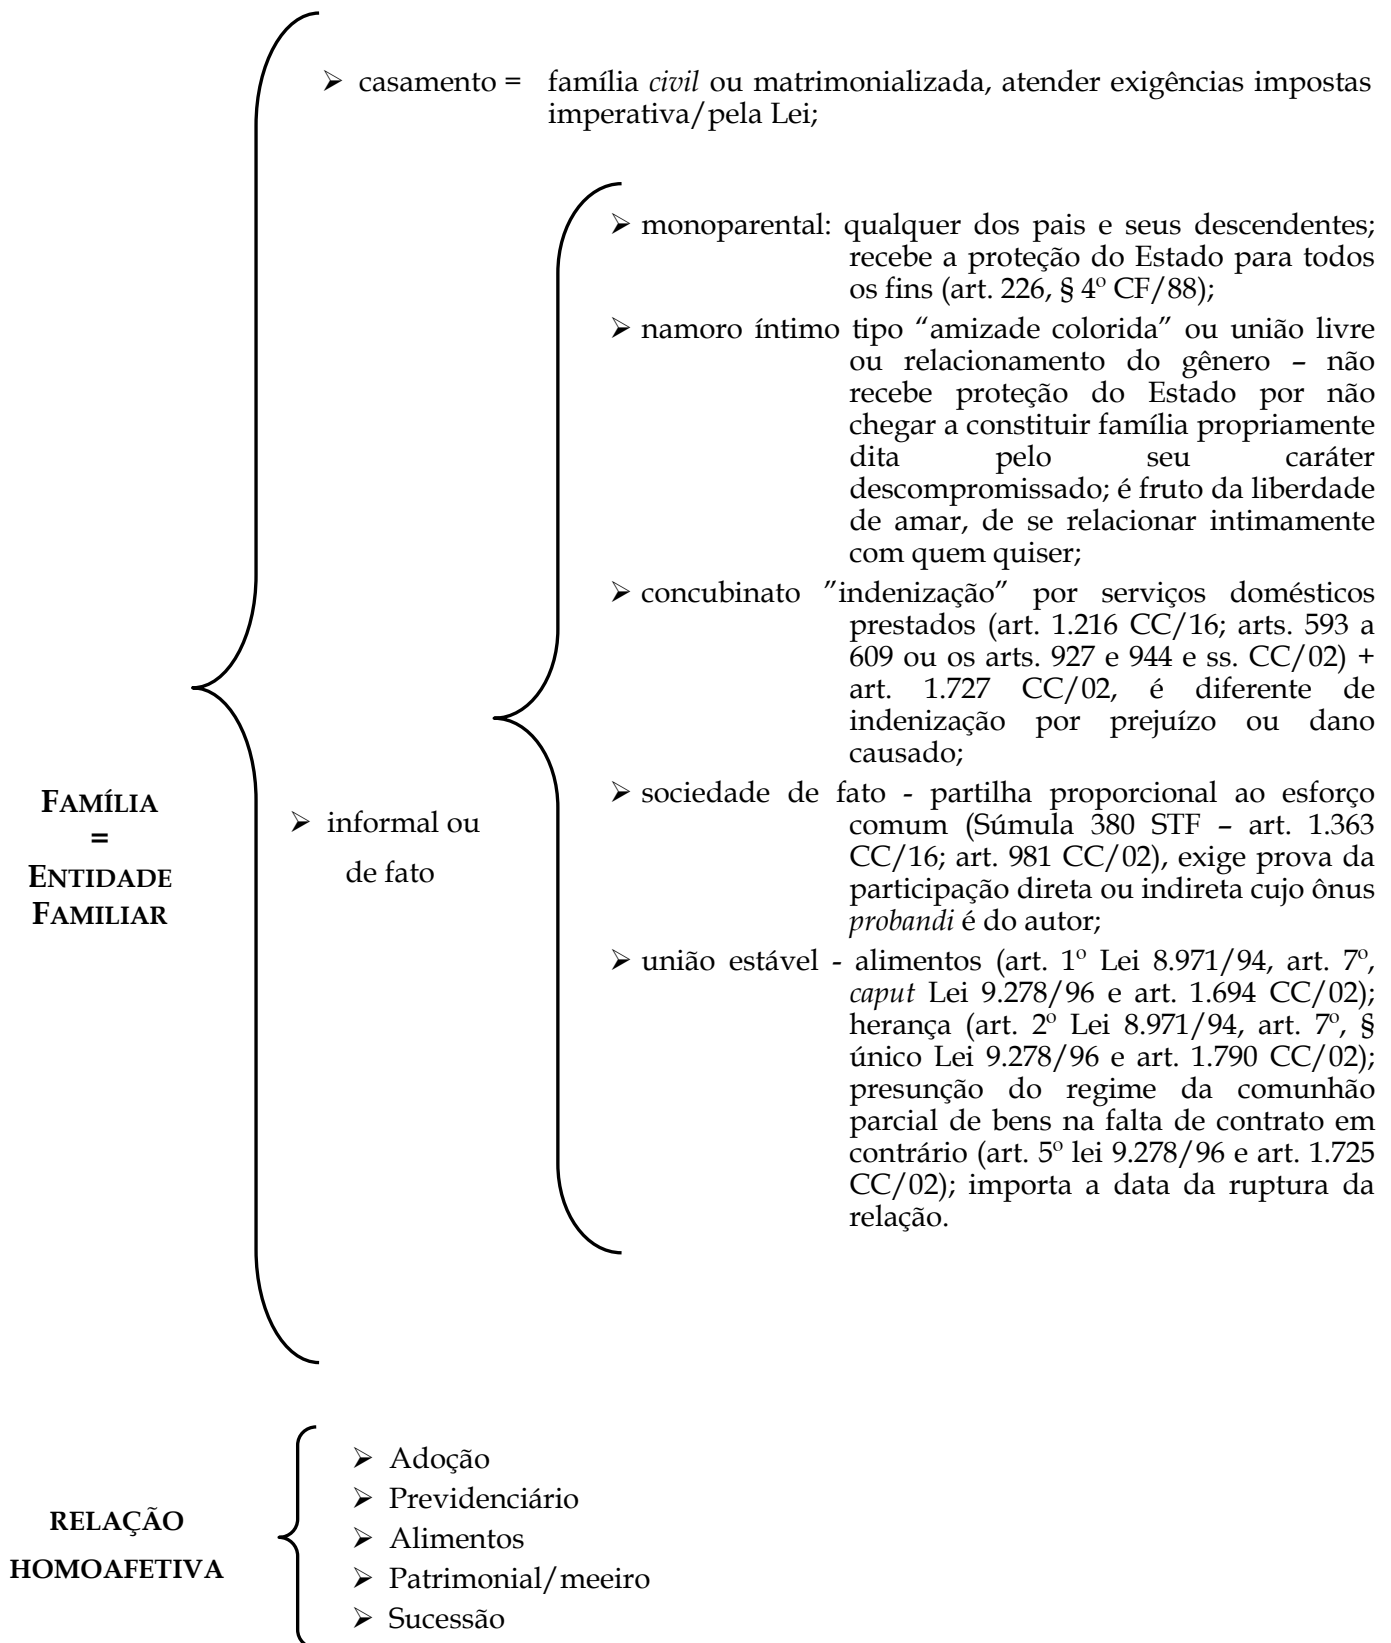 ➢ casamento = família civil ou matrimonializada, atender exigências impostas
imperativa/pela Lei;
➢ monoparental: qualquer dos pais e seus descendentes;
recebe a proteção do Estado para todos
os fins (art. 226, § 4º CF/88);
➢ namoro íntimo tipo “amizade colorida” ou união livre
ou relacionamento do gênero – não
recebe proteção do Estado por não
chegar a constituir família propriamente
dita pelo seu caráter
descompromissado; é fruto da liberdade
de amar, de se relacionar intimamente
com quem quiser;
➢ concubinato ”indenização” por serviços domésticos
prestados (art. 1.216 CC/16; arts. 593 a
609 ou os arts. 927 e 944 e ss. CC/02) +
art. 1.727 CC/02, é diferente de
indenização por prejuízo ou dano
causado;
FAMÍLIA
=
ENTIDADE
FAMILIAR
➢ informal ou
de fato
➢ sociedade de fato - partilha proporcional ao esforço
comum (Súmula 380 STF – art. 1.363
CC/16; art. 981 CC/02), exige prova da
participação direta ou indireta cujo ônus
probandi é do autor;
➢ união estável - alimentos (art. 1º Lei 8.971/94, art. 7º,
caput Lei 9.278/96 e art. 1.694 CC/02);
herança (art. 2º Lei 8.971/94, art. 7º, §
único Lei 9.278/96 e art. 1.790 CC/02);
presunção do regime da comunhão
parcial de bens na falta de contrato em
contrário (art. 5º lei 9.278/96 e art. 1.725
CC/02); importa a data da ruptura da
relação.
RELAÇÃO
HOMOAFETIVA
➢ Adoção
➢ Previdenciário
➢ Alimentos
➢ Patrimonial/meeiro
➢ Sucessão